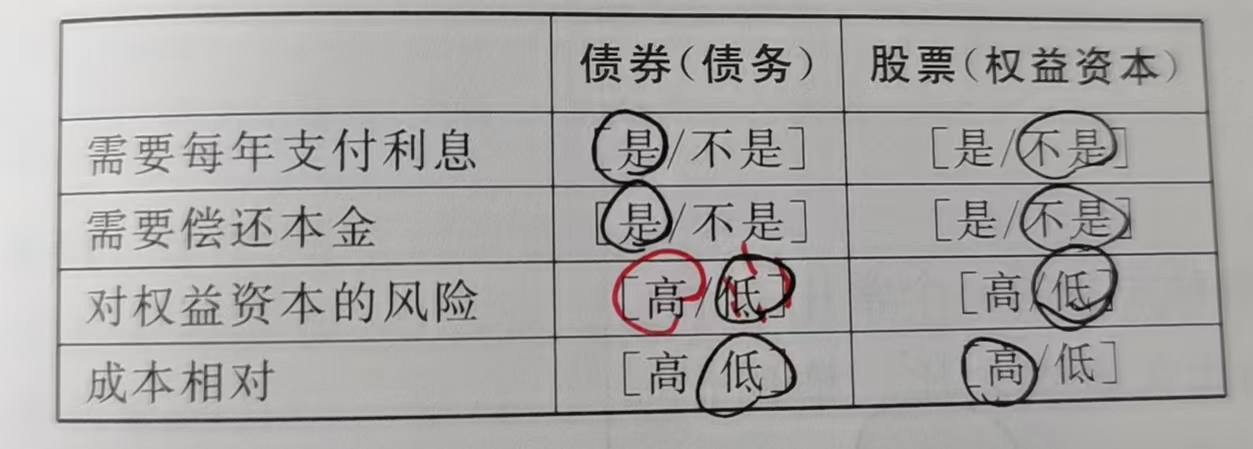 债券(债务) 股票(权益资本)
需要每年支付利息 [是/不是] [是/不是]
需要偿还本金 [是/不是] [是/不是]
对权益资本的风险 [高/低] [高/低]
成本相对 [高/低] [高/低]